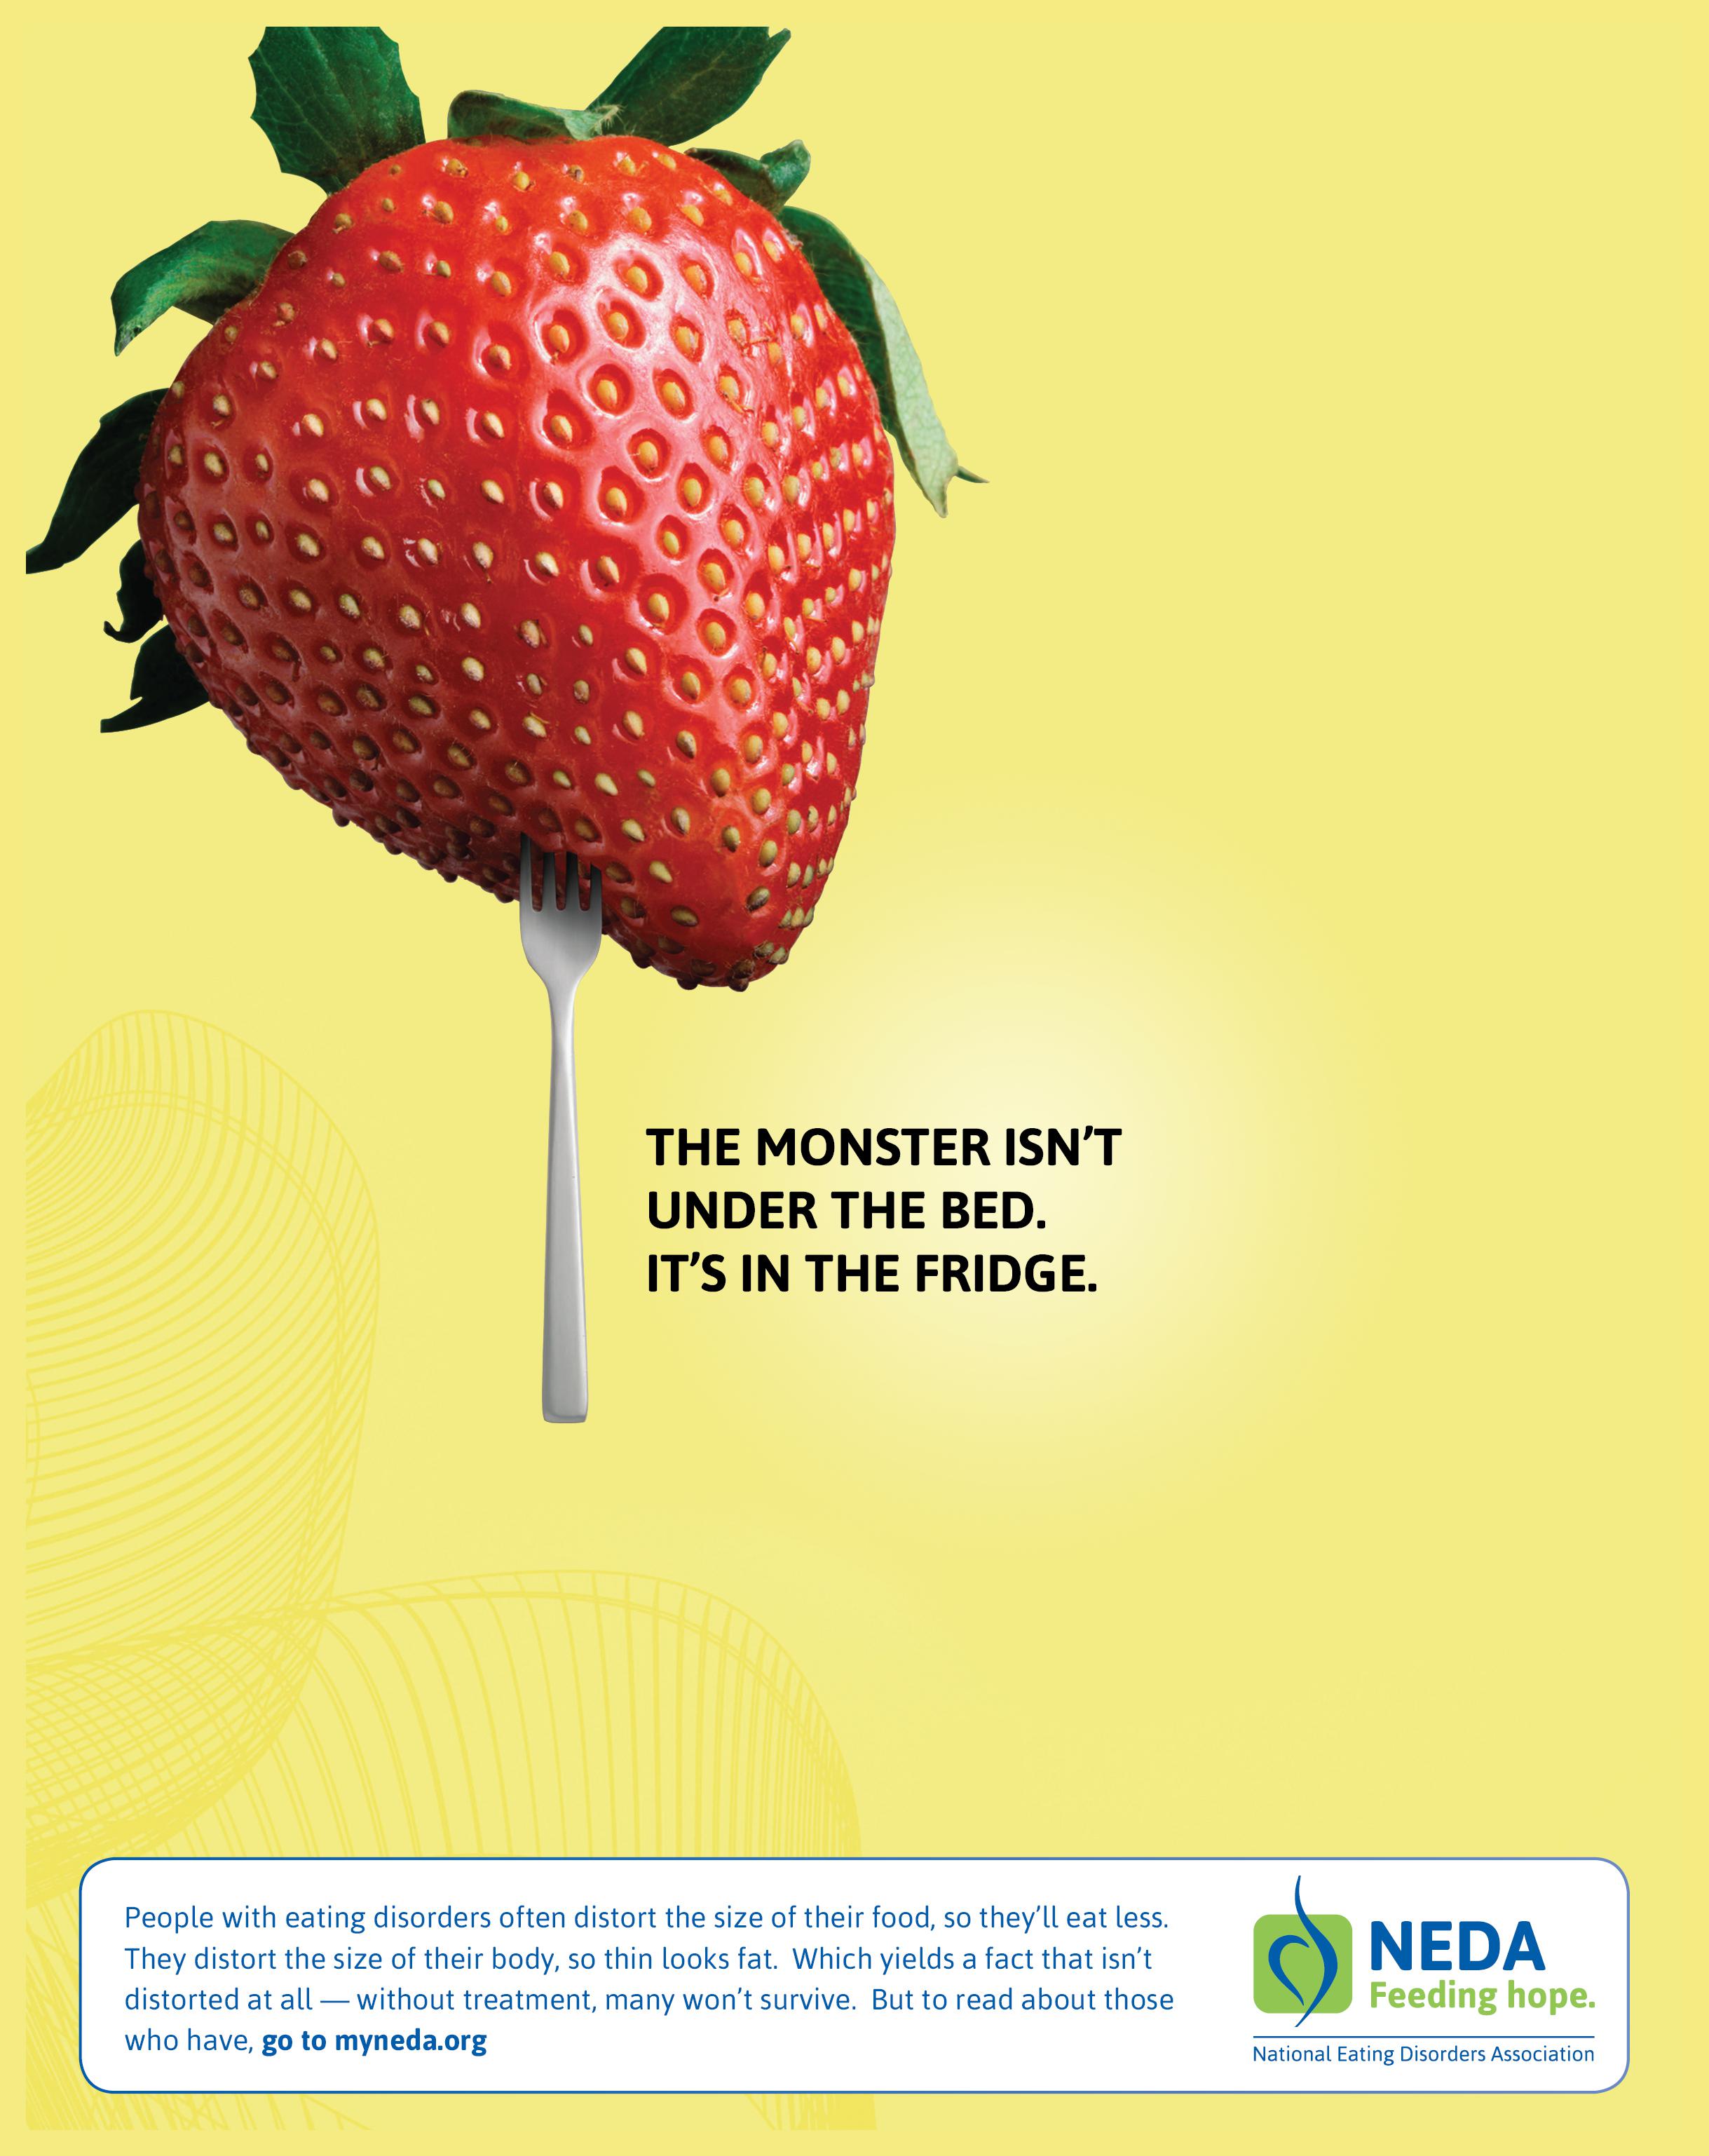 THE MONSTER ISN’T
UNDER THE BED.
IT’S IN THE FRIDGE.
People with eating disorders often distort the size of their food, so they’ll eat less.
They distort the size of their body, so thin looks fat.  Which yields a fact that isn’t
distorted at all — without treatment, many won’t survive.  But to read about those
who have, go to myneda.org
NEDA
Feeding hope.
National Eating Disorders Association